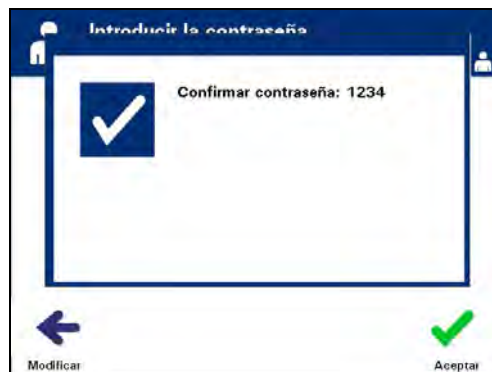 Introducir la contraseña
Confirmar contraseña: 1234
Modificar
Aceptar